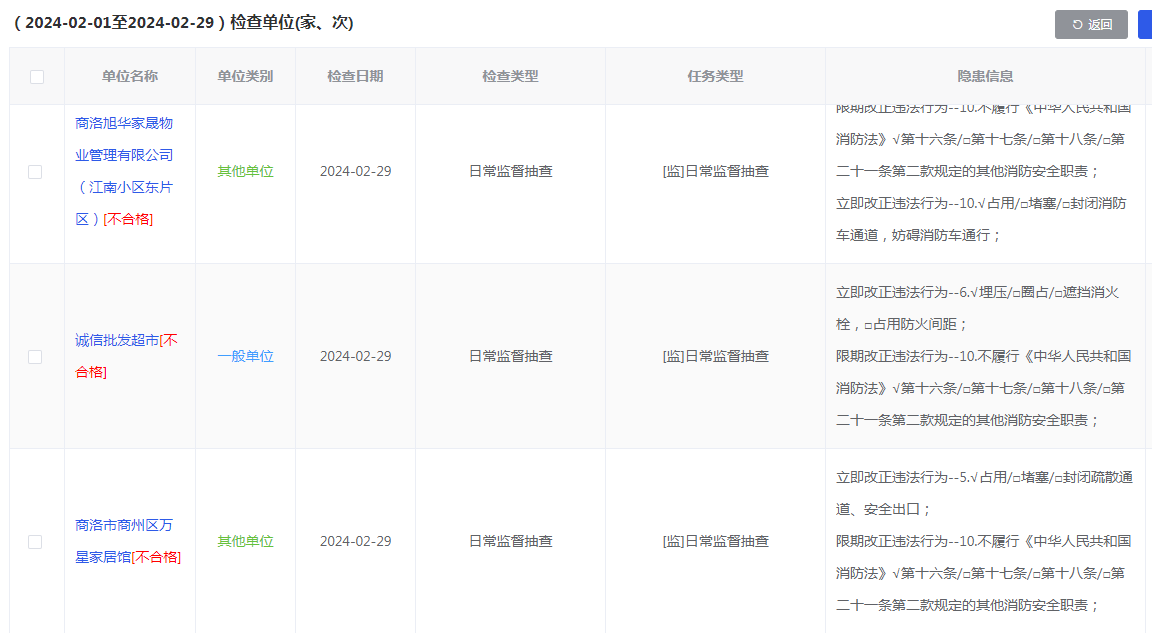 （2024-02-01至2024-02-29）检查单位(家、次)
返回
单位名称 单位类别 检查日期 检查类型 任务类型 隐患信息
商洛旭华家晟物
业管理有限公司
（江南小区东片
区）[不合格]
其他单位
2024-02-29
日常监督抽查
[监]日常监督抽查
限期改正违法行为--10.不履行《中华人民共和国
消防法》√第十六条/□第十七条/□第十八条/□第
二十一条第二款规定的其他消防安全职责；
立即改正违法行为--10.√占用/□堵塞/□封闭消防
车通道，妨碍消防车通行；
诚信批发超市[不
合格]
一般单位
2024-02-29
日常监督抽查
[监]日常监督抽查
立即改正违法行为--6.√埋压/□圈占/□遮挡消火
栓，□占用防火间距；
限期改正违法行为--10.不履行《中华人民共和国
消防法》√第十六条/□第十七条/□第十八条/□第
二十一条第二款规定的其他消防安全职责；
商洛市商州区万
星家居馆[不合格]
其他单位
2024-02-29
日常监督抽查
[监]日常监督抽查
立即改正违法行为--5.√占用/□堵塞/□封闭疏散通
道、安全出口；
限期改正违法行为--10.不履行《中华人民共和国
消防法》√第十六条/□第十七条/□第十八条/□第
二十一条第二款规定的其他消防安全职责；